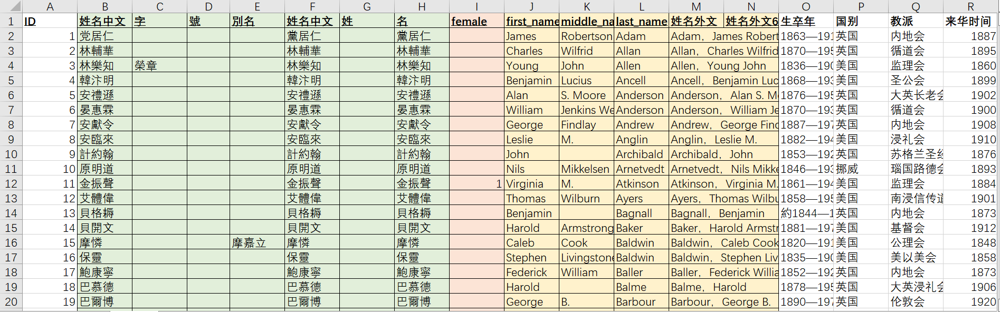 A B C D E F G H I J K L M N O P Q R
1 ID 姓名中文 字 號 別名 姓名中文 姓 名 female first_name middle_na last_name 姓名外文 姓名外文6 生卒年 国别 教派 来华时间
2 1 党居仁 黨居仁 黨居仁 James Robertson Adam Adam, James Robert 1863—191 英国 内地会 1887
3 2 林輔華 林輔華 林輔華 Charles Wilfrid Allan Allan, Charles Wilfrid 1870—195 英国 循道会 1895
4 3 林樂知 榮章 林樂知 林樂知 Young John Allen Allen, Young John 1836—190 美国 监理会 1860
5 4 韓汴明 韓汴明 韓汴明 Benjamin Lucius Ancell Ancell, Benjamin Luc 1868—193 美国 圣公会 1899
6 5 安禮遜 安禮遜 安禮遜 Alan S. Moore Anderson Anderson, Alan S. M 1876—195 英国 大英长老会 1902
7 6 晏惠霖 晏惠霖 晏惠霖 William Jenkins We Anderson Anderson, William Je 1870—193 英国 循道会 1900
8 7 安獻令 安獻令 安獻令 George Findlay Andrew Andrew, George Find 1887—197 英国 内地会 1908
9 8 安臨來 安臨來 安臨來 Leslie M. Anglin Anglin, Leslie M. 1882—194 美国 浸礼会 1910
10 9 計約翰 計約翰 計約翰 John Archibald Archibald, John 1853—192 英国 苏格兰圣经 1876
11 10 原明道 原明道 原明道 Nils Mikkelsen Arnetvedt Arnetvedt, Nils Mikke 1846—193 挪威 瑙国路德会 1893
12 11 金振聲 金振聲 金振聲 1 Virginia M. Atkinson Atkinson, Virginia M. 1861—194 美国 监理会 1884
13 12 艾體偉 艾體偉 艾體偉 Thomas Wilburn Ayers Ayers, Thomas Wilbu 1858—195 美国 南浸信传道 1901
14 13 貝格耨 貝格耨 貝格耨 Benjamin Bagnall Bagnall, Benjamin 約1844—1 英国 内地会 1873
15 14 貝開文 貝開文 貝開文 Harold Armstrong Baker Baker, Harold Armstr 1881—197 美国 基督会 1912
16 15 摩憐 摩嘉立 摩憐 摩憐 Caleb Cook Baldwin Baldwin, Caleb Cook 1820—191 美国 公理会 1848
17 16 保靈 保靈 保靈 Stephen Livingstone Baldwin Baldwin, Stephen Liv 1835—190 美国 美以美会 1858
18 17 鮑康寧 鮑康寧 鮑康寧 Federick William Baller Baller, Federick Willia 1852—192 英国 内地会 1873
19 18 巴慕德 巴慕德 巴慕德 Harold Balme Balme, Harold 1878—195 英国 大英浸礼会 1906
20 19 巴爾博 巴爾博 巴爾博 George B. Barbour Barbour, George B. 1890—197 英国 伦敦会 1920